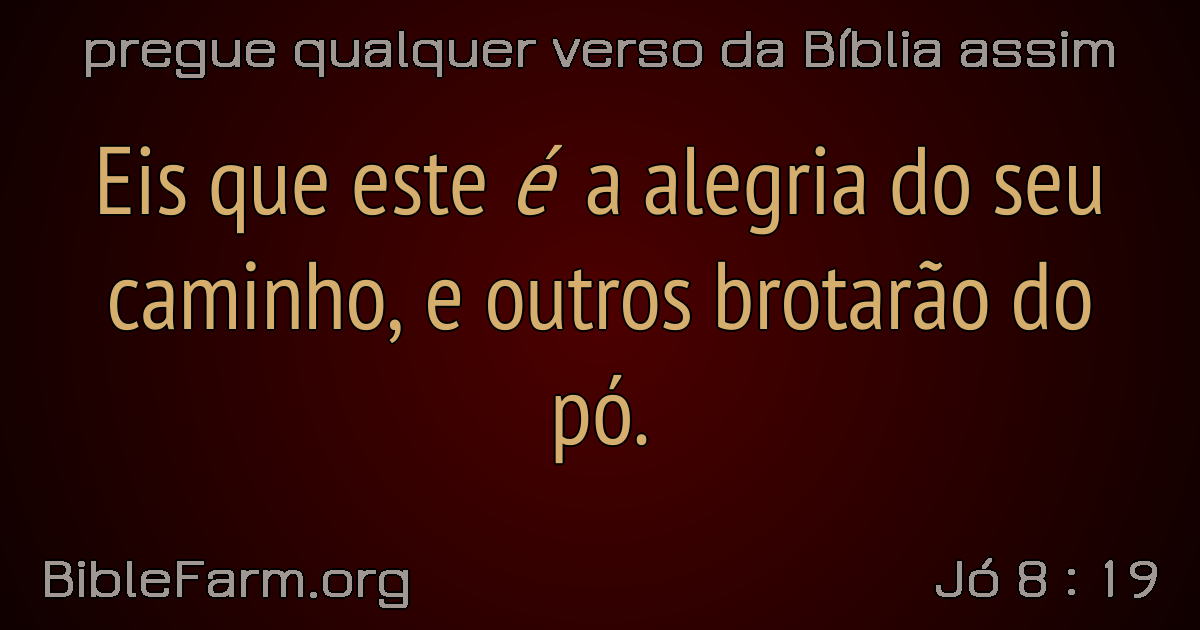 pregue qualquer verso da Bíblia assim
Eis que este é a alegria do seu
caminho, e outros brotarão do
pó.
BibleFarm.org
Jó 8 : 19